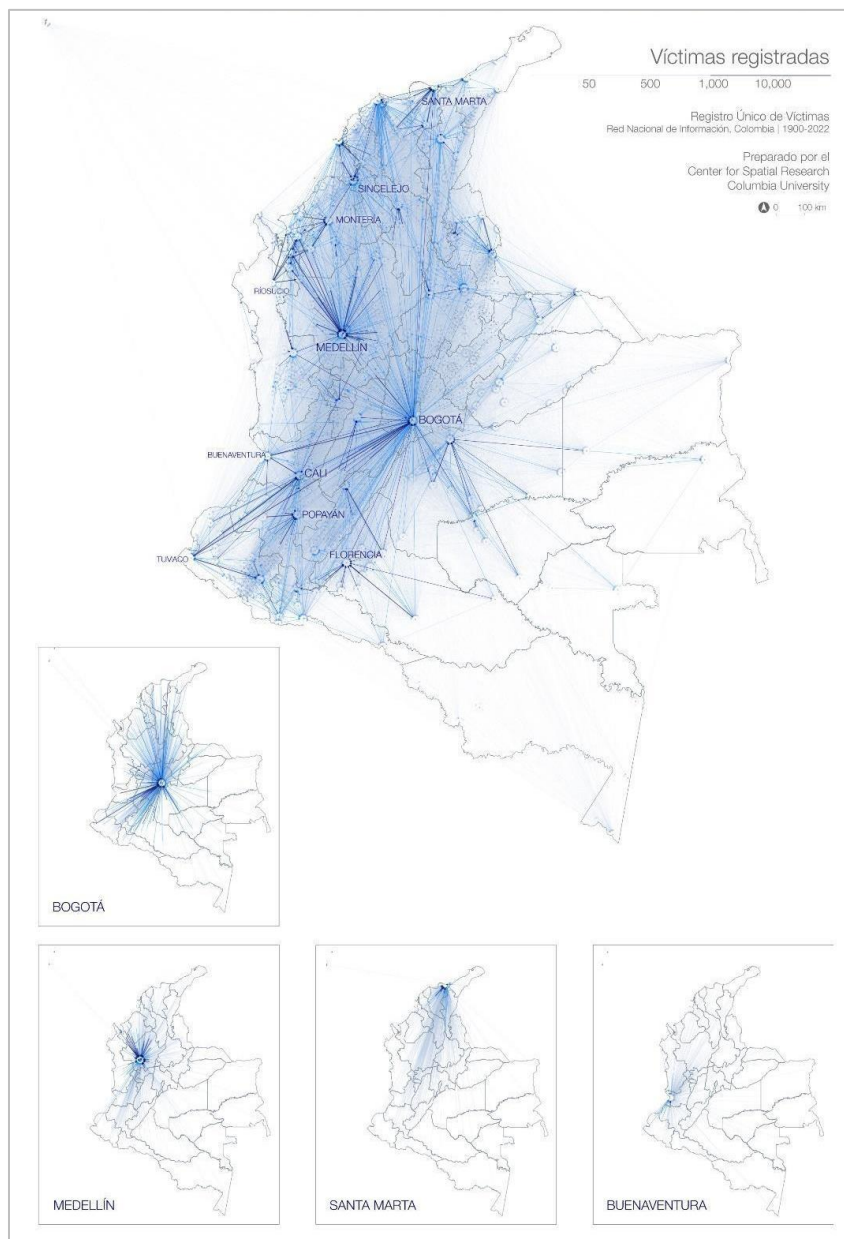 Víctimas registradas
50 500 1,000 10,000
Registro Único de Víctimas
Red Nacional de Información, Colombia | 1900-2022
Preparado por el
Center for Spatial Research
Columbia University
0 100 km
SANTA MARTA
SINCELEJO
MONTERÍA
RÍOSUCIO
MEDELLÍN
BOGOTÁ
BUENAVENTURA
CALI
POPAYÁN
TUMACO
FLORENCIA
BOGOTÁ
MEDELLÍN
SANTA MARTA
BUENAVENTURA